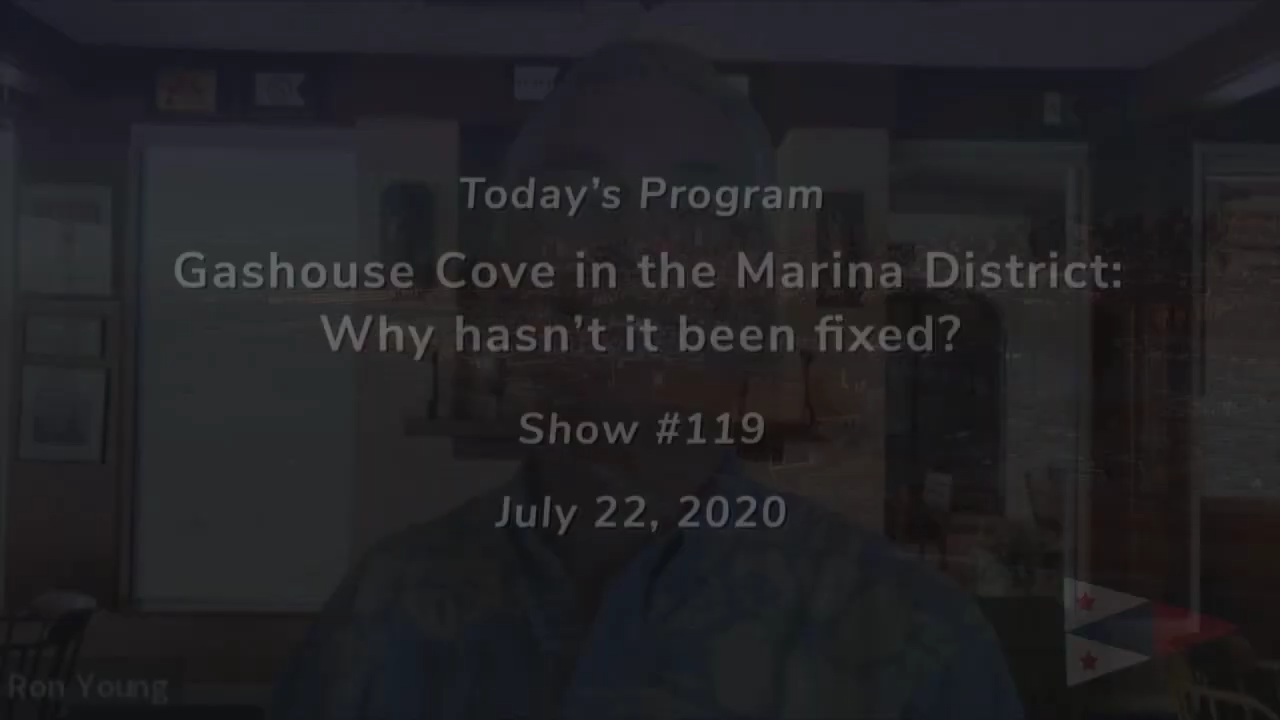 Today's Program
Gashouse Cove in the Marina District:
Why hasn't it been fixed?
Show #119
July 22, 2020
Ron Young